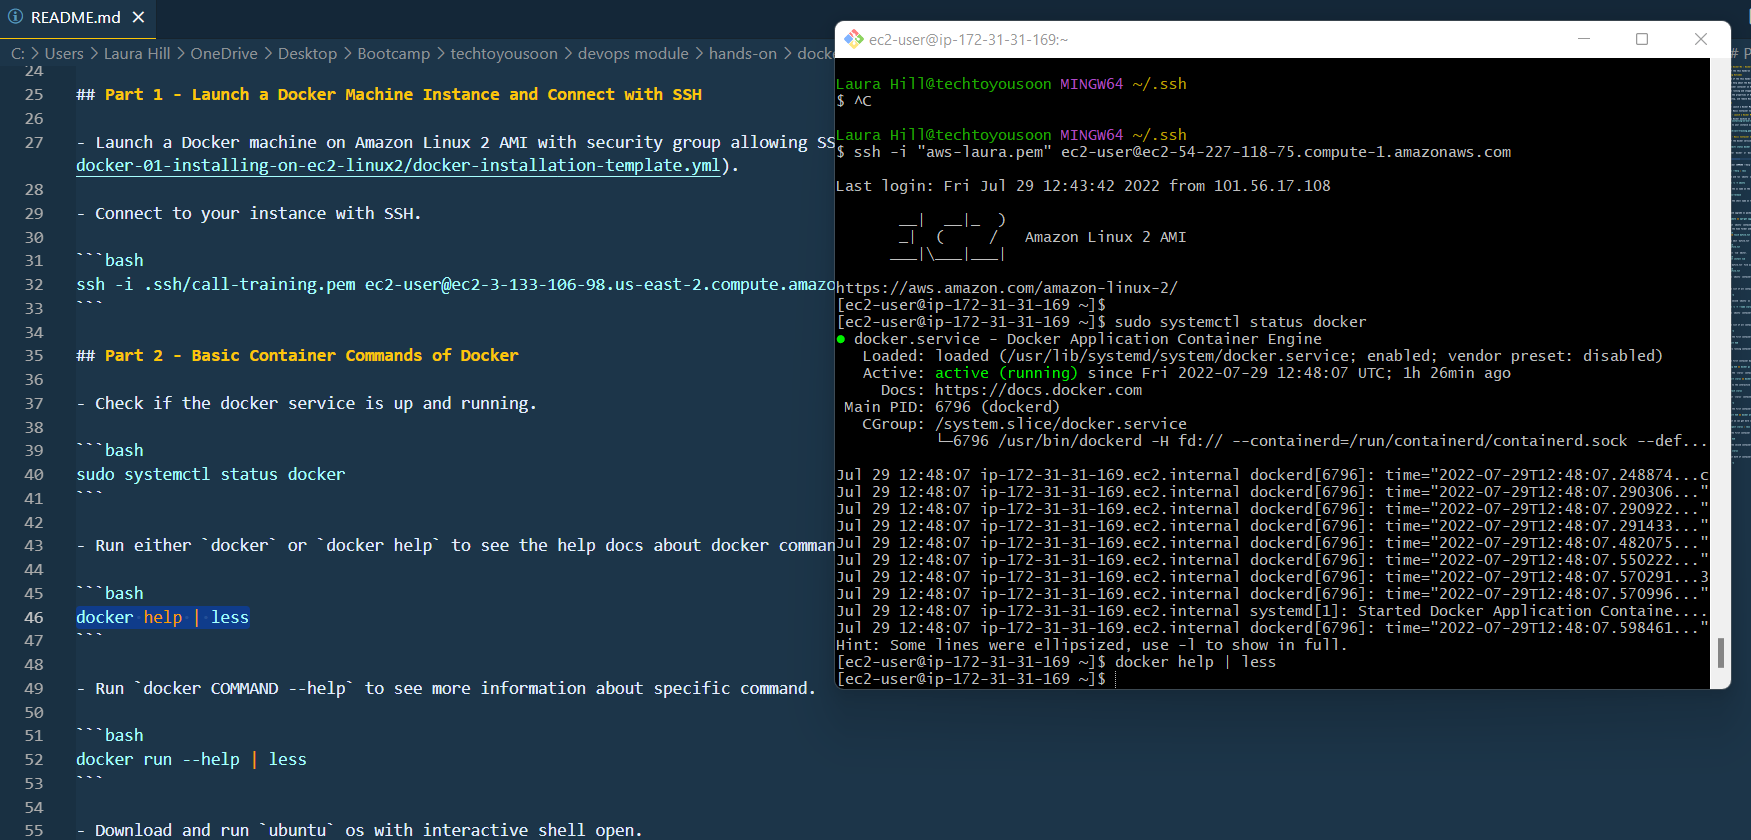 README.md
C: > Users > Laura Hill > OneDrive > Desktop > Bootcamp > techtoyousoon > devops module > hands-on > dock
24
25 ## Part 1 - Launch a Docker Machine Instance and Connect with SSH
26
27 - Launch a Docker machine on Amazon Linux 2 AMI with security group allowing SS
docker-01-installing-on-ec2-linux2/docker-installation-template.yml).
28
29 - Connect to your instance with SSH.
30
31 ```bash
32 ssh -i .ssh/call-training.pem ec2-user@ec2-3-133-106-98.us-east-2.compute.amazo
33 ```
34
35 ## Part 2 - Basic Container Commands of Docker
36
37 - Check if the docker service is up and running.
38
39 ```bash
40 sudo systemctl status docker
41 ```
42
43 - Run either `docker` or `docker help` to see the help docs about docker comman
44
45 ```bash
46 docker help | less
47 ```
48
49 - Run `docker COMMAND --help` to see more information about specific command.
50
51 ```bash
52 docker run --help | less
53 ```
54
55 - Download and run `ubuntu` os with interactive shell open.
ec2-user@ip-172-31-31-169:~
Laura Hill@techtoyousoon MINGW64 ~/.ssh
$ ^C
Laura Hill@techtoyousoon MINGW64 ~/.ssh
$ ssh -i "aws-laura.pem" ec2-user@ec2-54-227-118-75.compute-1.amazonaws.com
Last login: Fri Jul 29 12:43:42 2022 from 101.56.17.108
__|  __|_  )
_|  (     /   Amazon Linux 2 AMI
___|\___|___|
https://aws.amazon.com/amazon-linux-2/
[ec2-user@ip-172-31-31-169 ~]$
[ec2-user@ip-172-31-31-169 ~]$ sudo systemctl status docker
● docker.service - Docker Application Container Engine
Loaded: loaded (/usr/lib/systemd/system/docker.service; enabled; vendor preset: disabled)
Active: active (running) since Fri 2022-07-29 12:48:07 UTC; 1h 26min ago
Docs: https://docs.docker.com
Main PID: 6796 (dockerd)
CGroup: /system.slice/docker.service
└─6796 /usr/bin/dockerd -H fd:// --containerd=/run/containerd/containerd.sock --def...
Jul 29 12:48:07 ip-172-31-31-169.ec2.internal dockerd[6796]: time="2022-07-29T12:48:07.248874...c
Jul 29 12:48:07 ip-172-31-31-169.ec2.internal dockerd[6796]: time="2022-07-29T12:48:07.290306..."
Jul 29 12:48:07 ip-172-31-31-169.ec2.internal dockerd[6796]: time="2022-07-29T12:48:07.290922..."
Jul 29 12:48:07 ip-172-31-31-169.ec2.internal dockerd[6796]: time="2022-07-29T12:48:07.291433..."
Jul 29 12:48:07 ip-172-31-31-169.ec2.internal dockerd[6796]: time="2022-07-29T12:48:07.482075..."
Jul 29 12:48:07 ip-172-31-31-169.ec2.internal dockerd[6796]: time="2022-07-29T12:48:07.550222..."
Jul 29 12:48:07 ip-172-31-31-169.ec2.internal dockerd[6796]: time="2022-07-29T12:48:07.570291...3
Jul 29 12:48:07 ip-172-31-31-169.ec2.internal dockerd[6796]: time="2022-07-29T12:48:07.570996..."
Jul 29 12:48:07 ip-172-31-31-169.ec2.internal systemd[1]: Started Docker Application Containe....
Jul 29 12:48:07 ip-172-31-31-169.ec2.internal dockerd[6796]: time="2022-07-29T12:48:07.598461..."
Hint: Some lines were ellipsized, use -l to show in full.
[ec2-user@ip-172-31-31-169 ~]$ docker help | less
[ec2-user@ip-172-31-31-169 ~]$
# P